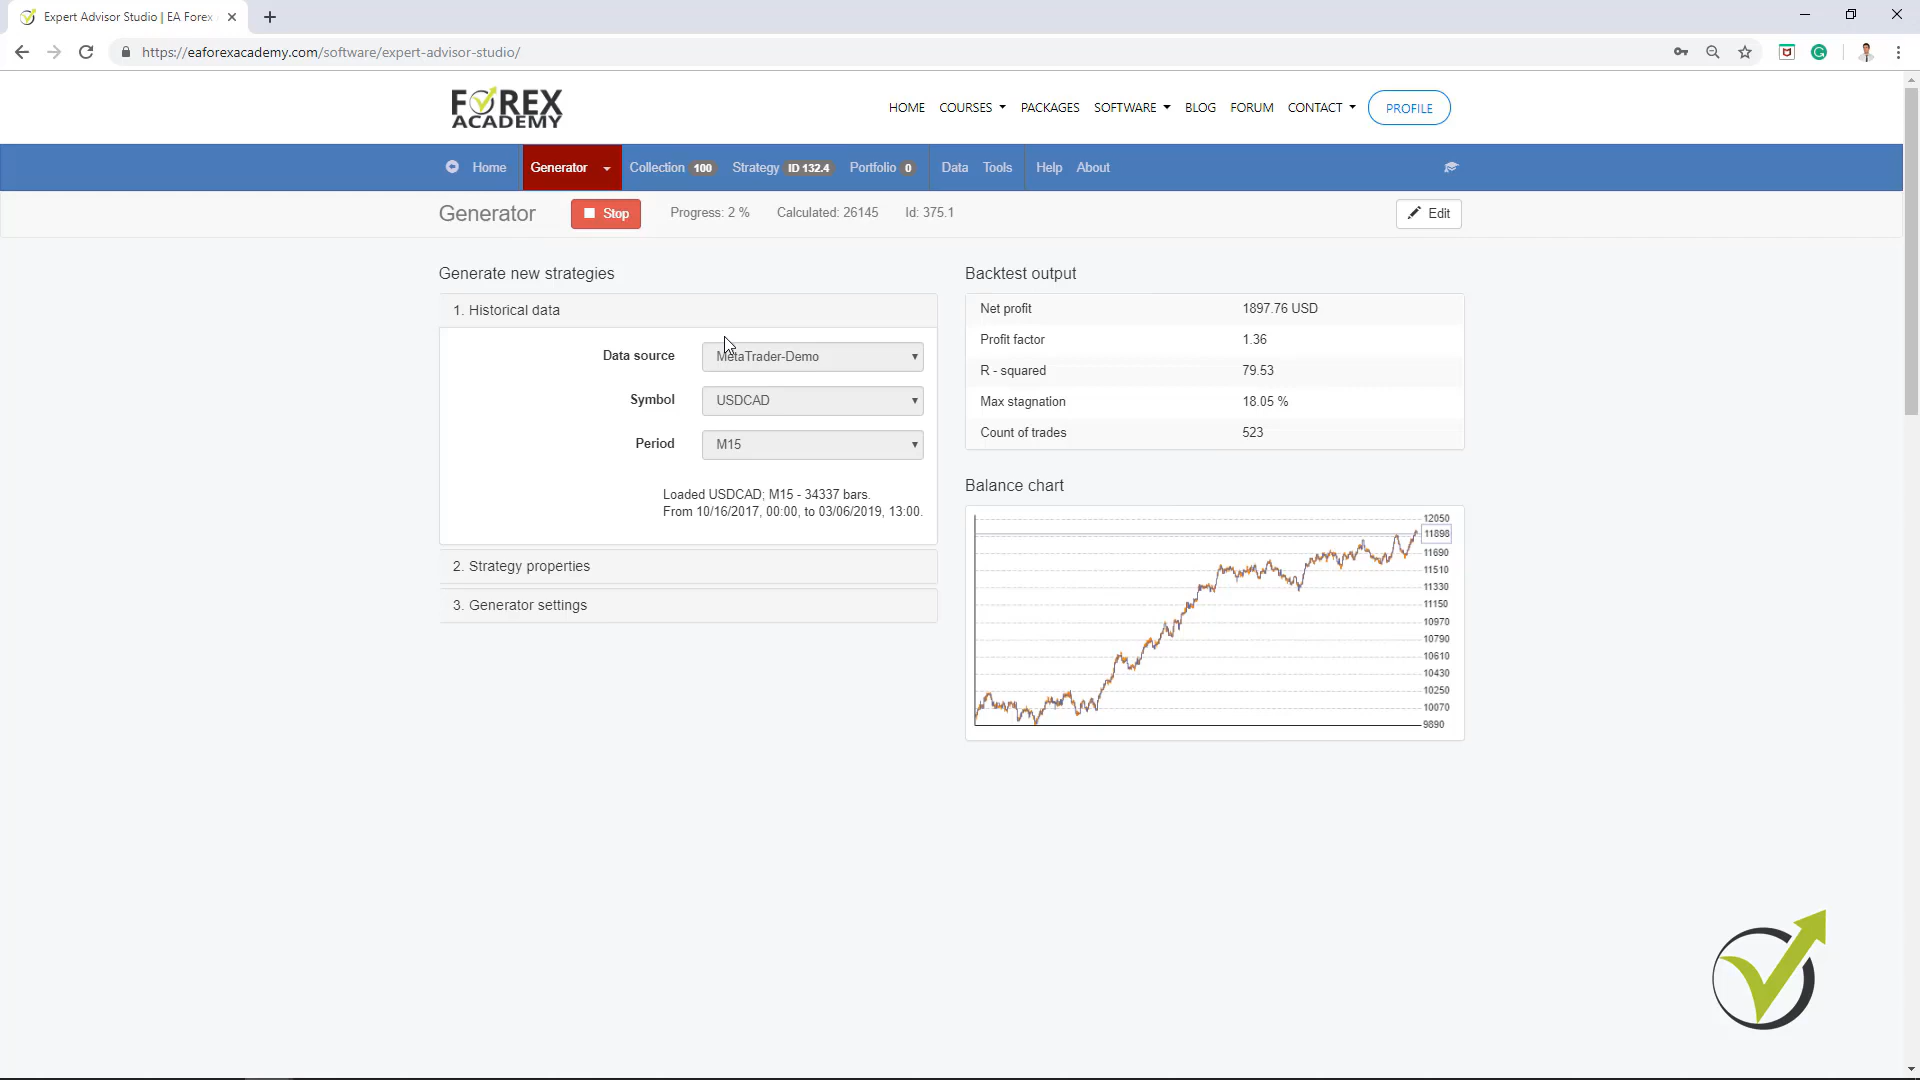 Expert Advisor Studio | EA Forex
https://eaforexacademy.com/software/expert-advisor-studio/
FOREX
ACADEMY
HOME COURSES PACKAGES SOFTWARE BLOG FORUM CONTACT PROFILE
Home Generator Collection 100 Strategy ID 132.4 Portfolio 0 Data Tools Help About
Generator Stop Progress: 2 % Calculated: 26145 Id: 375.1 Edit
Generate new strategies
1. Historical data
Data source MetaTrader-Demo
Symbol USDCAD
Period M15
Loaded USDCAD; M15 - 34337 bars.
From 10/16/2017, 00:00, to 03/06/2019, 13:00.
2. Strategy properties
3. Generator settings
Backtest output
Net profit 1897.76 USD
Profit factor 1.36
R - squared 79.53
Max stagnation 18.05 %
Count of trades 523
Balance chart
12050
11898
11690
11510
11330
11150
10970
10790
10610
10430
10250
10070
9890